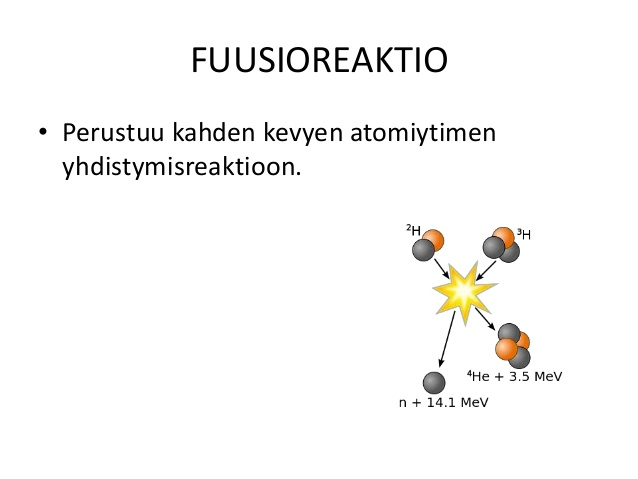 FUUSIOREAKTIO
• Perustuu kahden kevyen atomiytimen
yhdistymisreaktioon.
²H
³H
⁴He + 3.5 MeV
n + 14.1 MeV